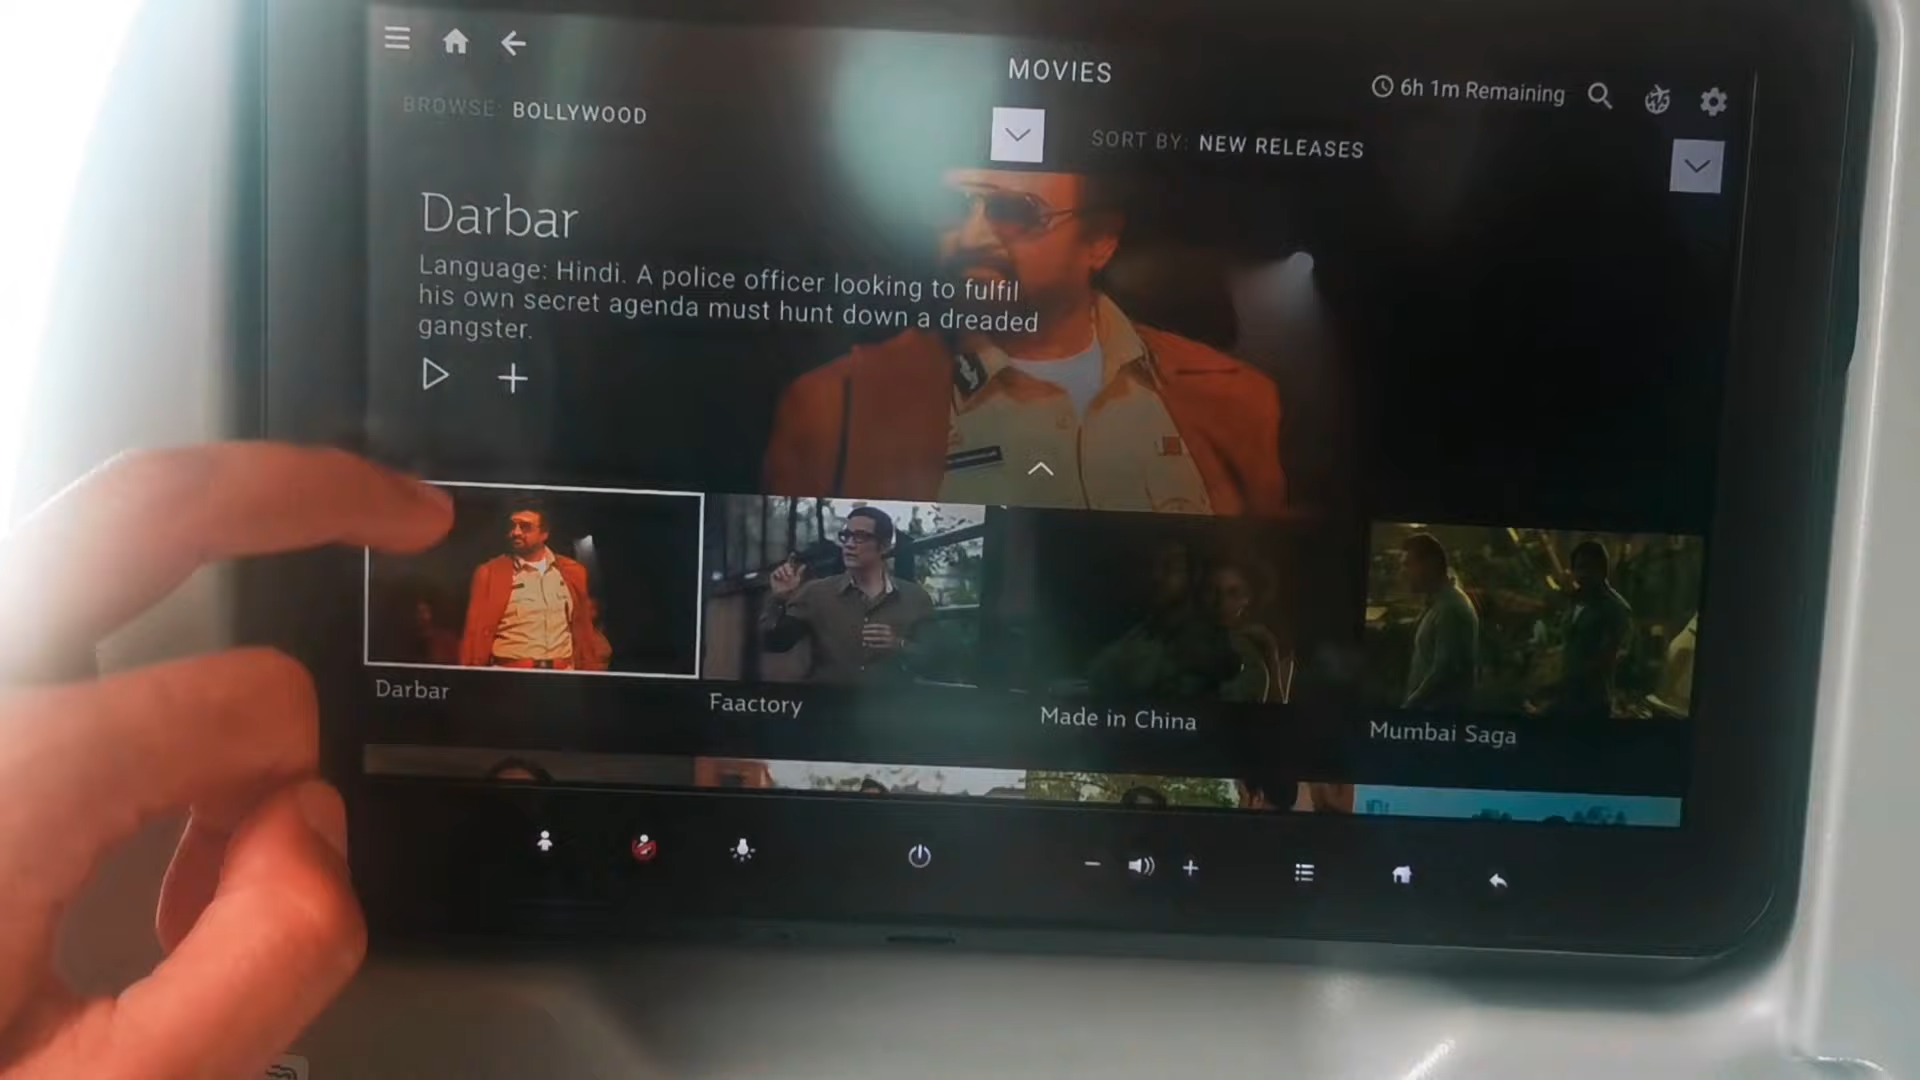 MOVIES
6h 1m Remaining
BROWSE: BOLLYWOOD
SORT BY: NEW RELEASES
Darbar
Language: Hindi. A police officer looking to fulfil
his own secret agenda must hunt down a dreaded
gangster.
Darbar
Faactory
Made in China
Mumbai Saga